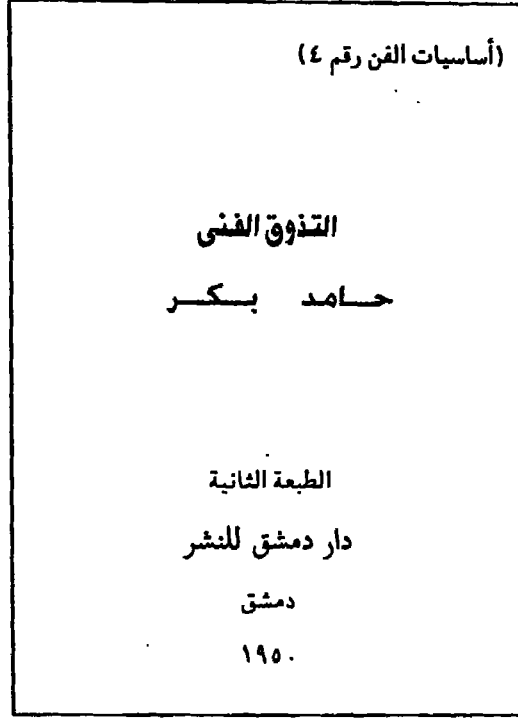 (أساسيات الفن رقم ٤)
التذوق الفنى
حامد بكر
الطبعة الثانية
دار دمشق للنشر
دمشق
١٩٥٠